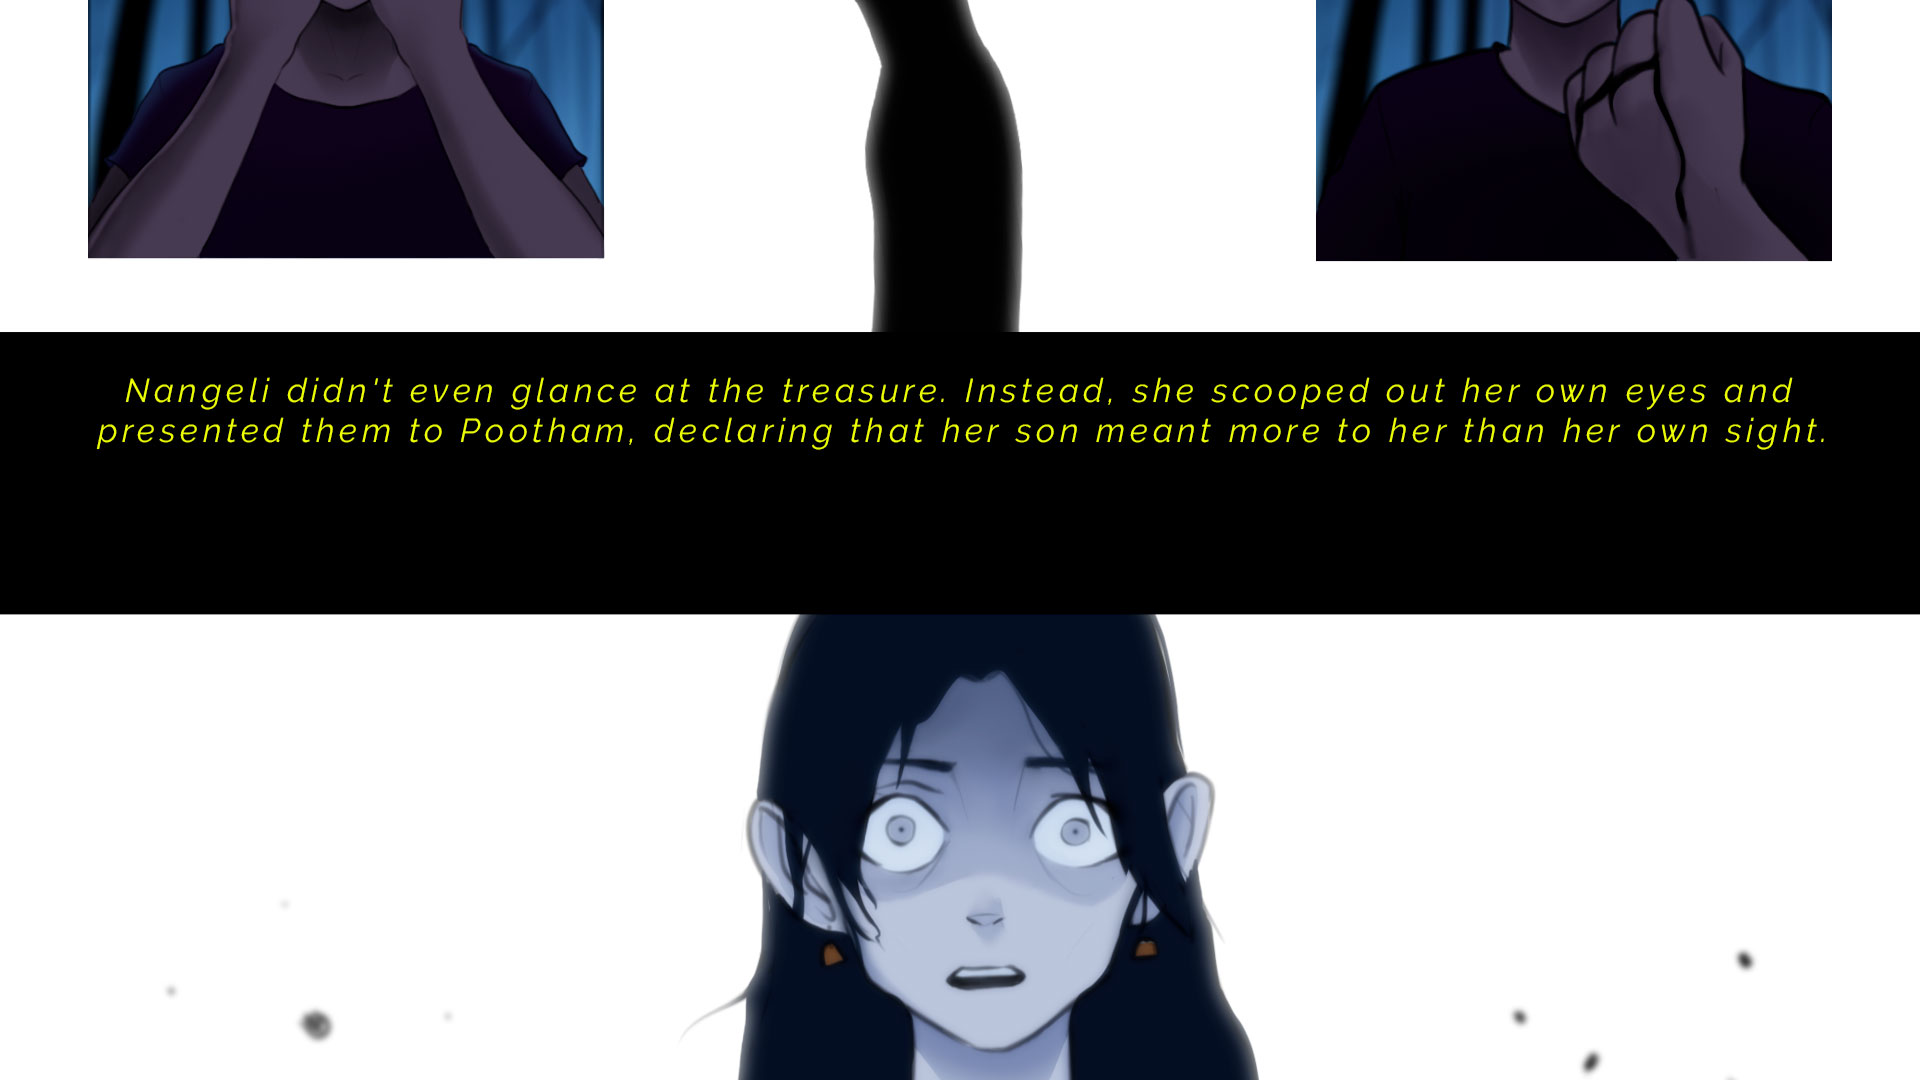 Nangeli didn't even glance at the treasure. Instead, she scooped out her own eyes and
presented them to Pootham, declaring that her son meant more to her than her own sight.